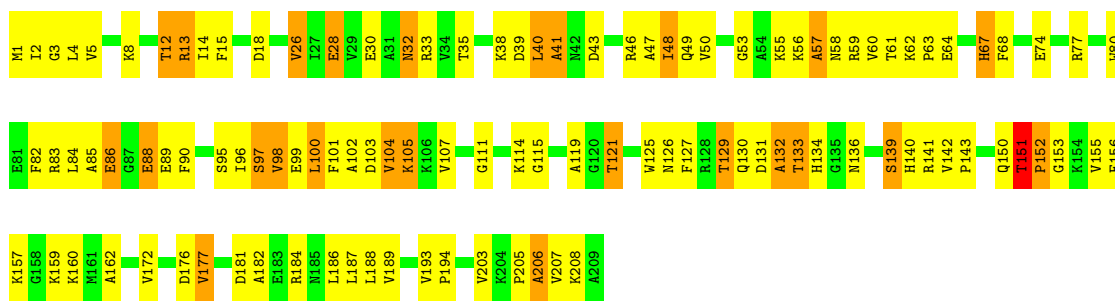 M1 I2 G3 L4 V5 K8 T12 R13 I14 F15 D18 V26 I27 E28 V29 E30 A31 N32 R33 V34 T35 K38 D39 L40 A41 N42 D43 R46 A47 I48 Q49 V50 G53 A54 K55 K56 A57 N58 R59 V60 T61 K62 P63 E64 H67 F68 E74 R77
E81 F82 R83 L84 A85 E86 G87 E88 E89 F90 S95 I96 S97 V98 E99 L100 F101 A102 D103 V104 K105 K106 V107 G111 K114 G115 A119 G120 T121 W125 N126 F127 R128 T129 Q130 D131 A132 T133 H134 G135 N136 S139 H140 R141 V142 P143 Q150 T151 P152 G153 K154 V155
K157 G158 K159 K160 M161 A162 V172 D176 V177 D181 A182 E183 R184 N185 L186 L187 L188 V189 V193 P194 V203 K204 P205 A206 V207 K208 A209